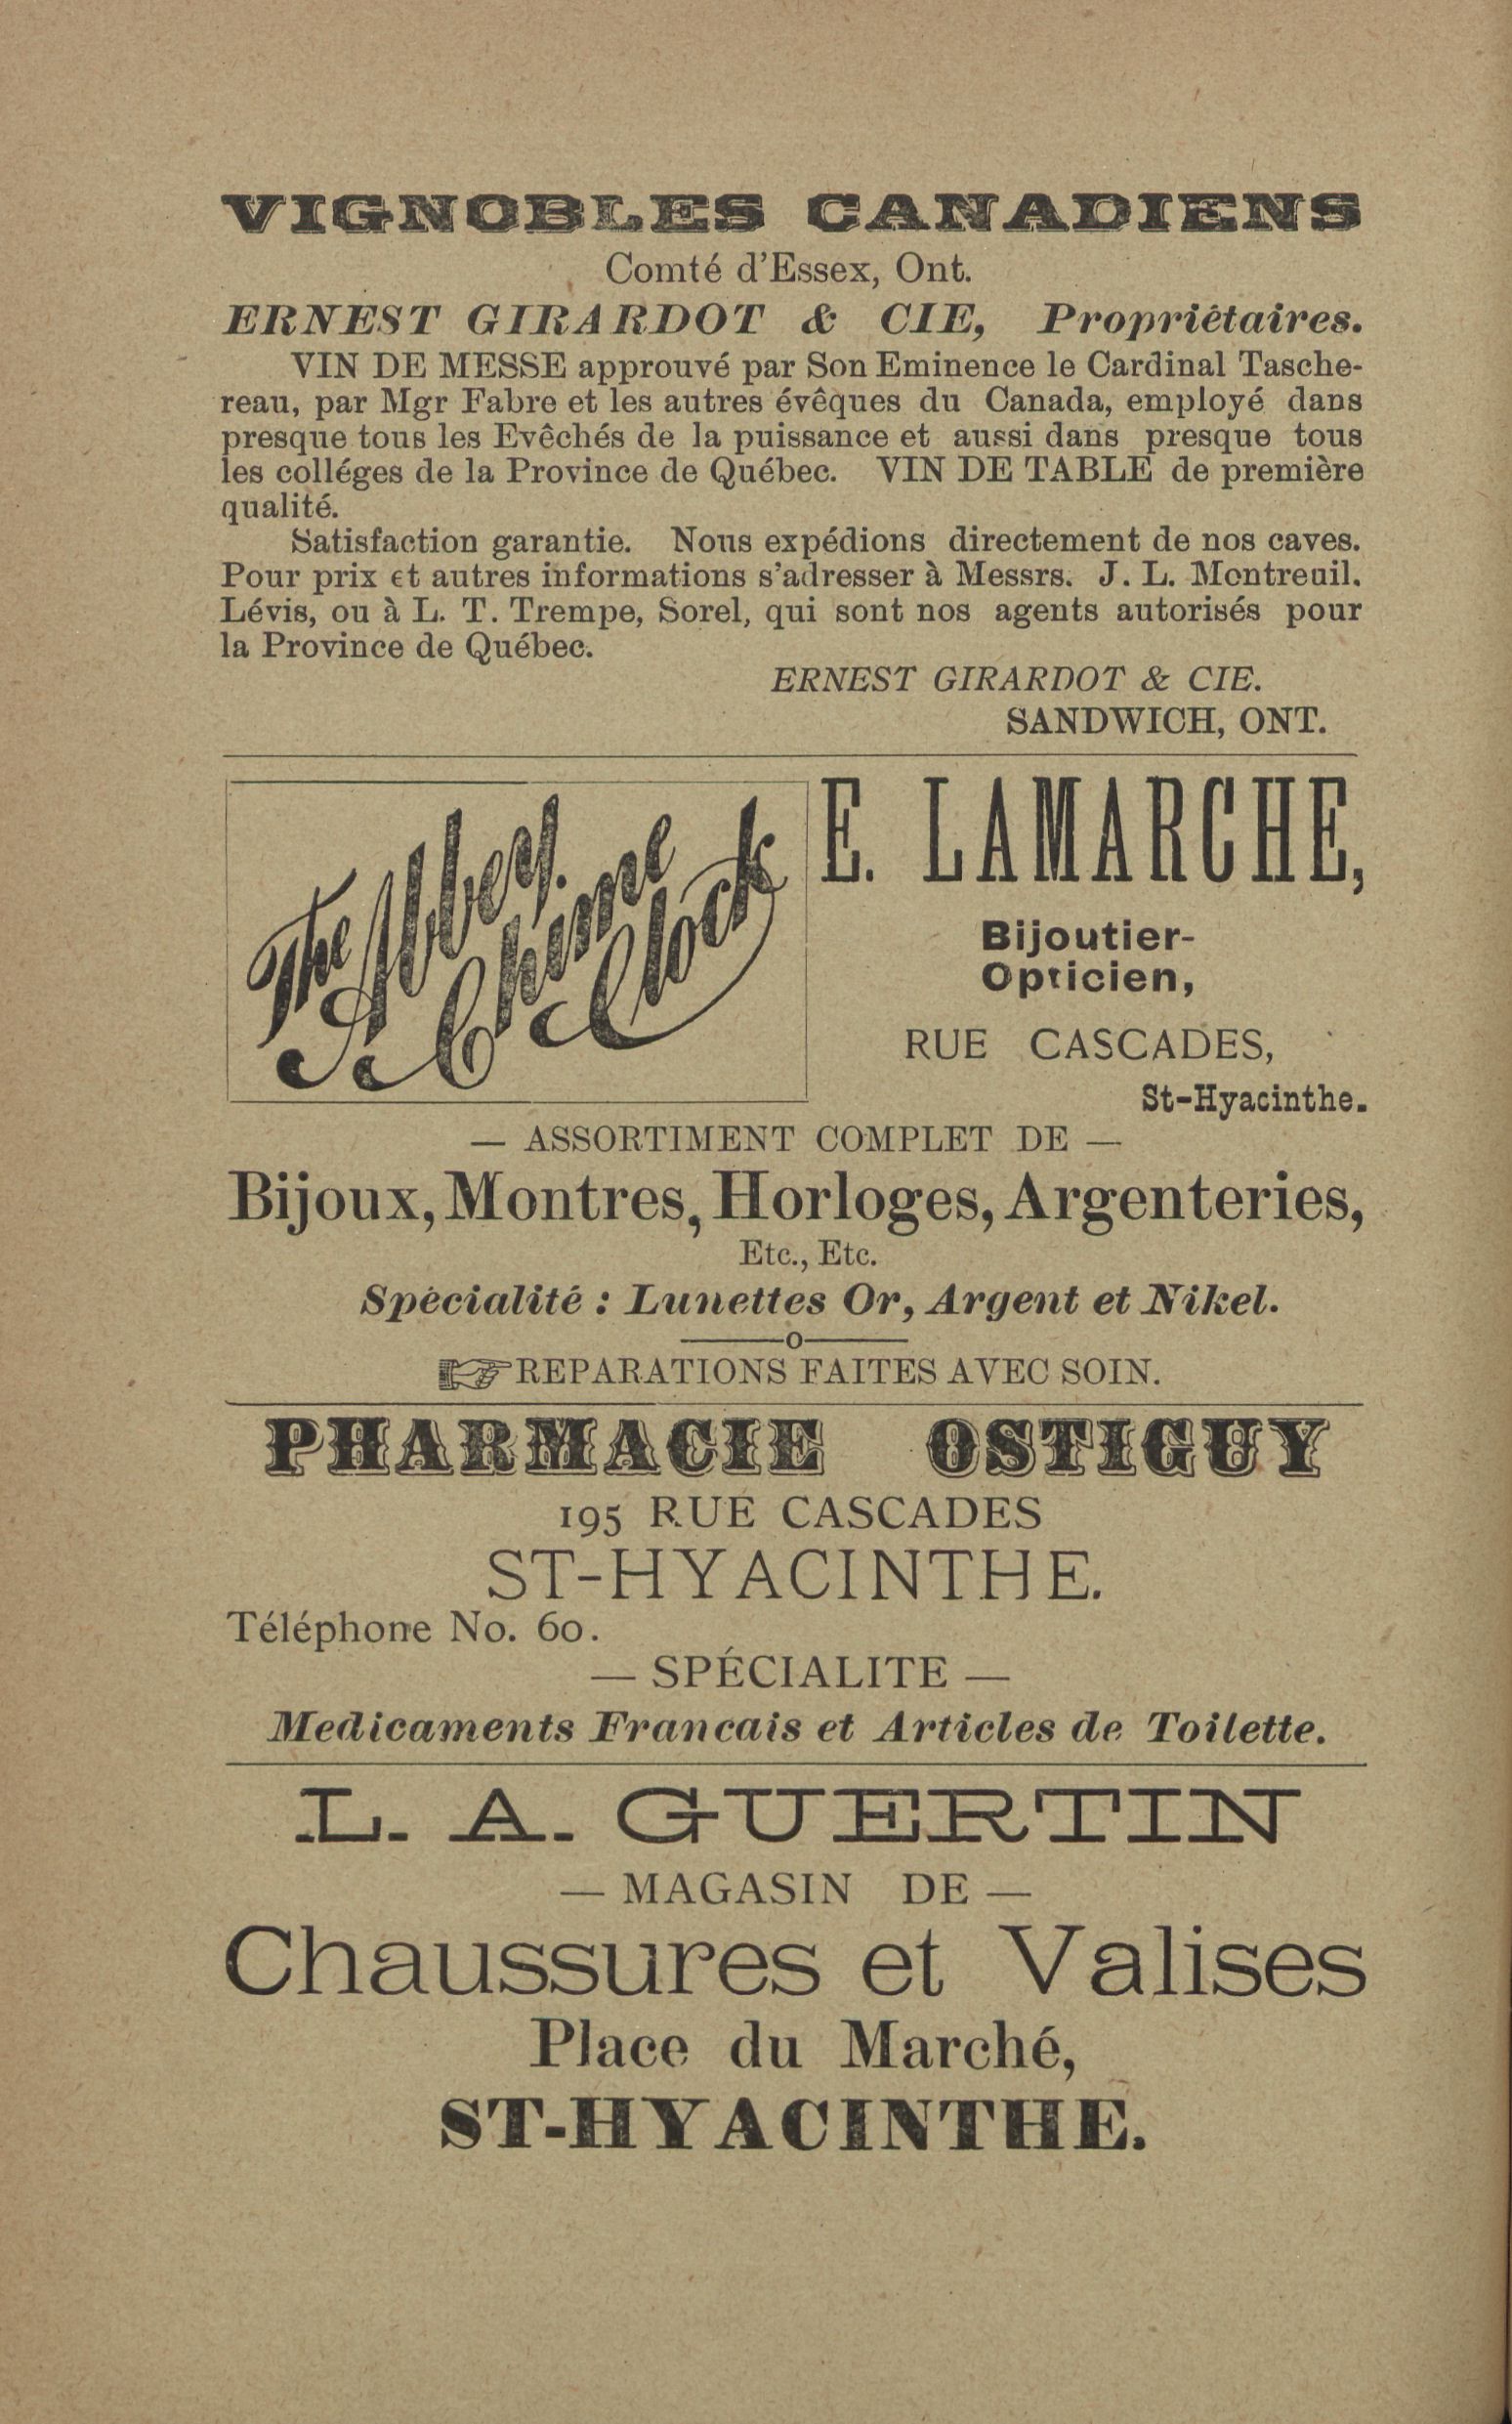 VIGNOBLES CANADIENS
Comté d'Essex, Ont.
ERNEST GIRARDOT & CIE, Propriétaires.
VIN DE MESSE approuvé par Son Eminence le Cardinal Tasche-
reau, par Mgr Fabre et les autres évêques du Canada, employé dans
presque tous les Evêchés de la puissance et aussi dans presque tous
les colléges de la Province de Québec. VIN DE TABLE de première
qualité.
Satisfaction garantie. Nous expédions directement de nos caves.
Pour prix et autres informations s'adresser à Messrs. J. L. Montreuil.
Lévis, ou à L. T. Trempe, Sorel, qui sont nos agents autorisés pour
la Province de Québec.
ERNEST GIRARDOT & CIE.
SANDWICH, ONT.
The Abbey.
Chime
Clock
E. LAMARCHE,
Bijoutier-
Opticien,
RUE CASCADES,
St-Hyacinthe.
— ASSORTIMENT COMPLET DE —
Bijoux, Montres, Horloges, Argenteries,
Etc., Etc.
Spécialité : Lunettes Or, Argent et Nikel.
——o——
☞REPARATIONS FAITES AVEC SOIN.
PHARMACIE OSTIGUY
195 RUE CASCADES
ST-HYACINTHE.
Téléphone No. 60.
— SPÉCIALITE —
Medicaments Francais et Articles de Toilette.
L. A. GUERTIN
— MAGASIN DE —
Chaussures et Valises
Place du Marché,
ST-HYACINTHE.